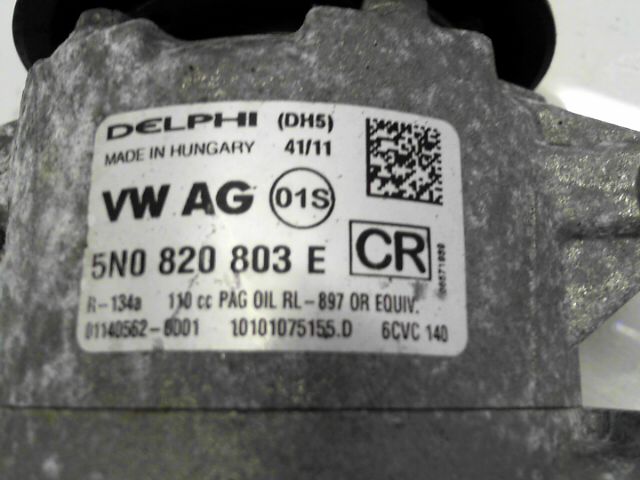 DELPHI (DH5)
MADE IN HUNGARY 41/11
VW AG 01S
5N0 820 803 E CR
R-134a 110 cc PAG OIL RL-897 OR EQUIV.
01140562-6001 10101075155.D 6CVC 140